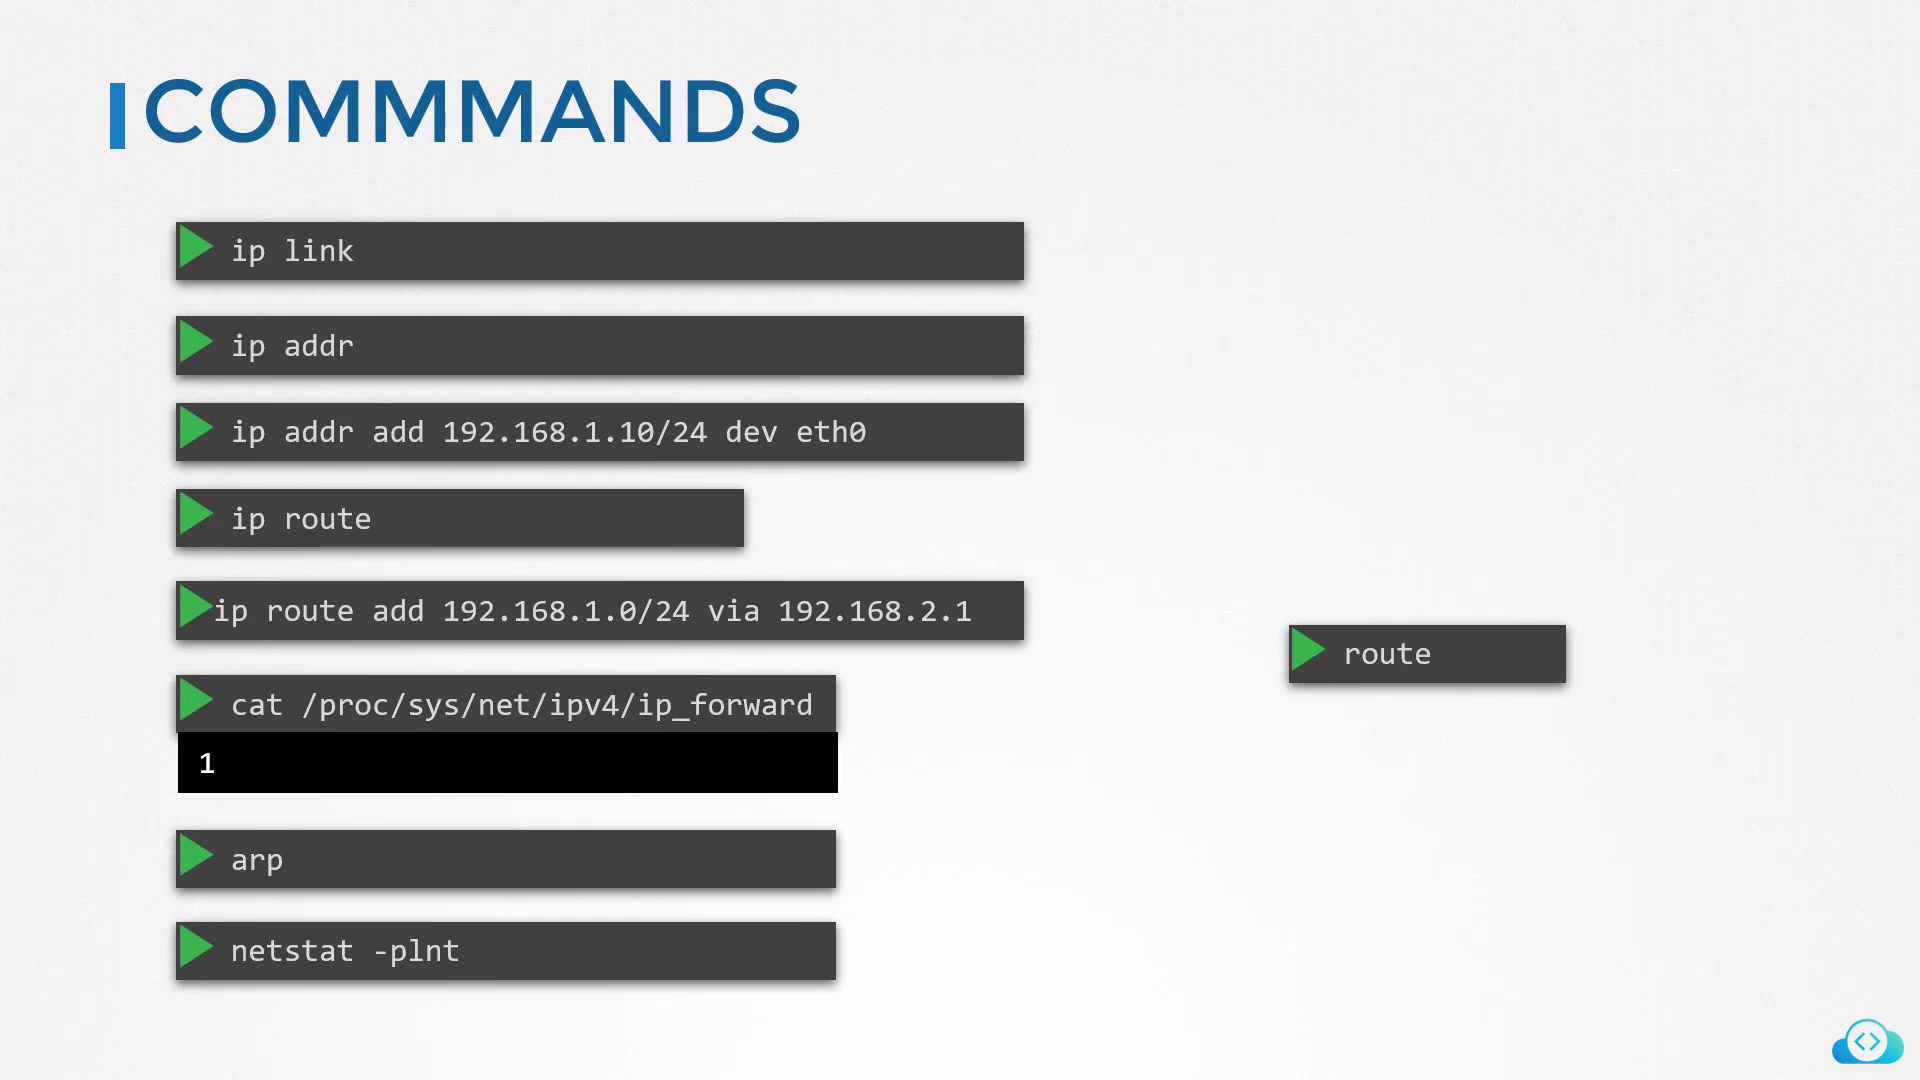 COMMMANDS
ip link
ip addr
ip addr add 192.168.1.10/24 dev eth0
ip route
ip route add 192.168.1.0/24 via 192.168.2.1
route
cat /proc/sys/net/ipv4/ip_forward
1
arp
netstat -plnt